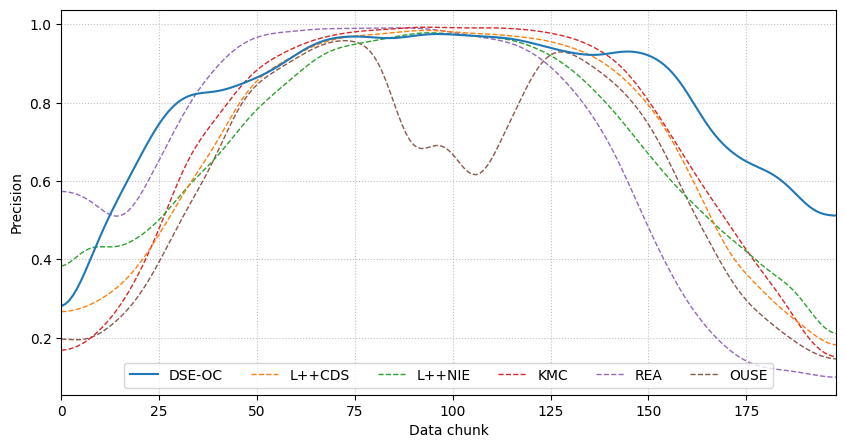 Precision
1.0
0.8
0.6
0.4
0.2
DSE-OC L++CDS L++NIE KMC REA OUSE
0 25 50 75 100 125 150 175
Data chunk